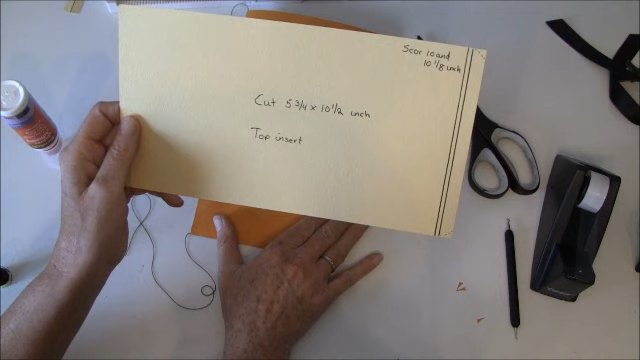 Scor 10 and
10 1/8 inch
Cut 5 3/4 x 10 1/2 inch
Top insert